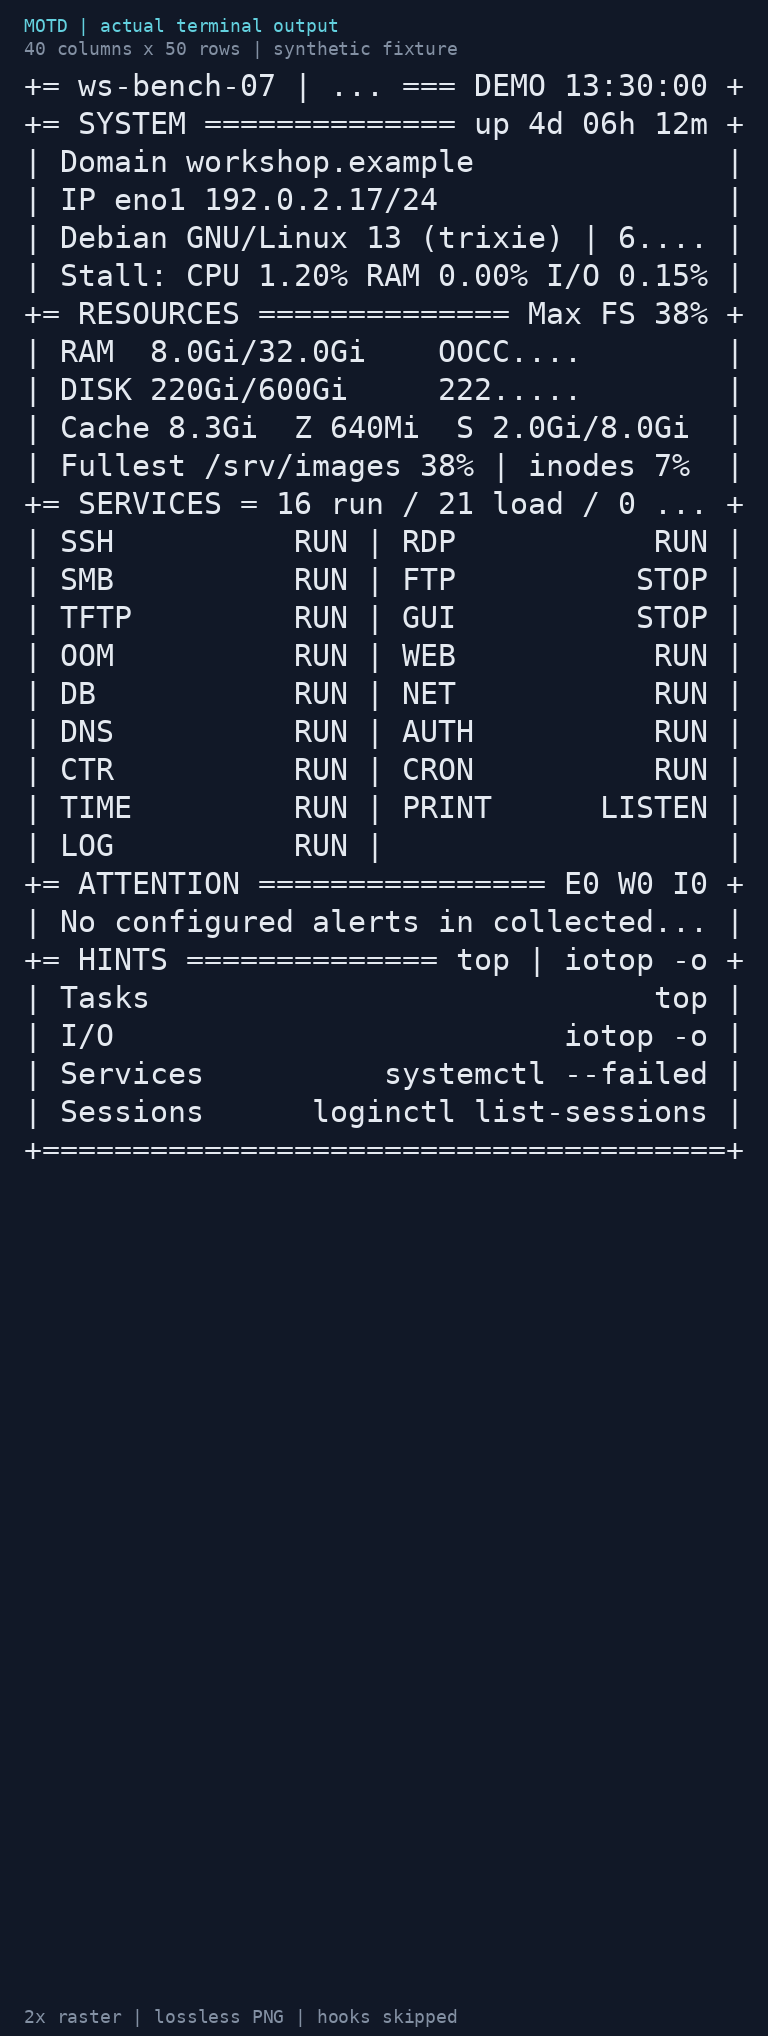 MOTD | actual terminal output
40 columns x 50 rows | synthetic fixture
+= ws-bench-07 | ... === DEMO 13:30:00 +
+= SYSTEM ============== up 4d 06h 12m +
| Domain workshop.example              |
| IP eno1 192.0.2.17/24                |
| Debian GNU/Linux 13 (trixie) | 6.... |
| Stall: CPU 1.20% RAM 0.00% I/O 0.15% |
+= RESOURCES ============== Max FS 38% +
| RAM  8.0Gi/32.0Gi    OOCC....        |
| DISK 220Gi/600Gi     222.....        |
| Cache 8.3Gi  Z 640Mi  S 2.0Gi/8.0Gi  |
| Fullest /srv/images 38% | inodes 7%  |
+= SERVICES = 16 run / 21 load / 0 ... +
| SSH          RUN | RDP           RUN |
| SMB          RUN | FTP          STOP |
| TFTP         RUN | GUI          STOP |
| OOM          RUN | WEB           RUN |
| DB           RUN | NET           RUN |
| DNS          RUN | AUTH          RUN |
| CTR          RUN | CRON          RUN |
| TIME         RUN | PRINT      LISTEN |
| LOG          RUN |                   |
+= ATTENTION ================ E0 W0 I0 +
| No configured alerts in collected... |
+= HINTS ============== top | iotop -o +
| Tasks                            top |
| I/O                         iotop -o |
| Services          systemctl --failed |
| Sessions      loginctl list-sessions |
+======================================+
2x raster | lossless PNG | hooks skipped